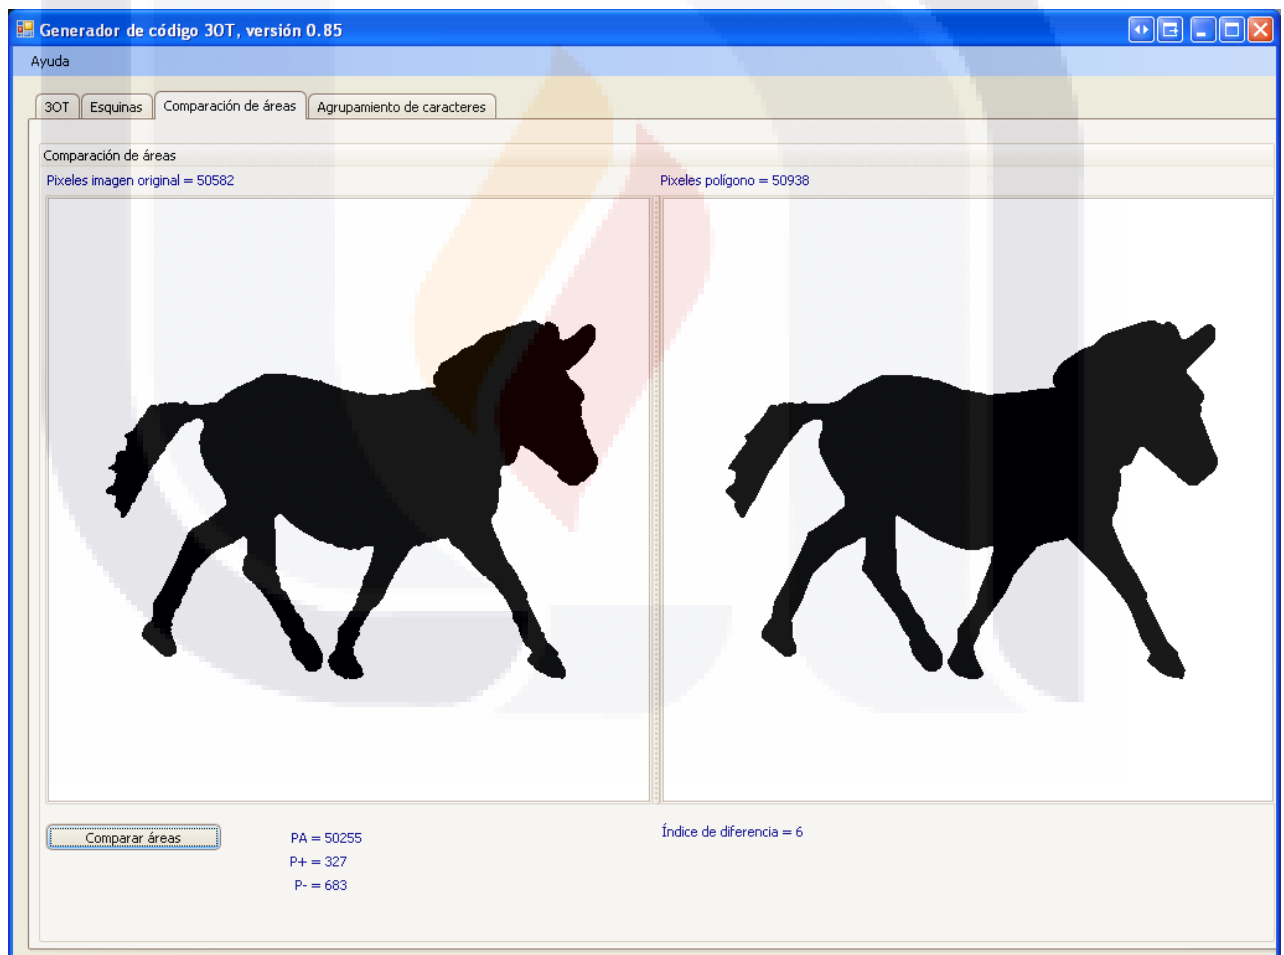 Generador de código 3OT, versión 0.85
Ayuda
3OT Esquinas Comparación de áreas Agrupamiento de caracteres
Comparación de áreas
Pixeles imagen original = 50582 Pixeles polígono = 50938
Comparar áreas PA = 50255 Índice de diferencia = 6
P+ = 327
P- = 683